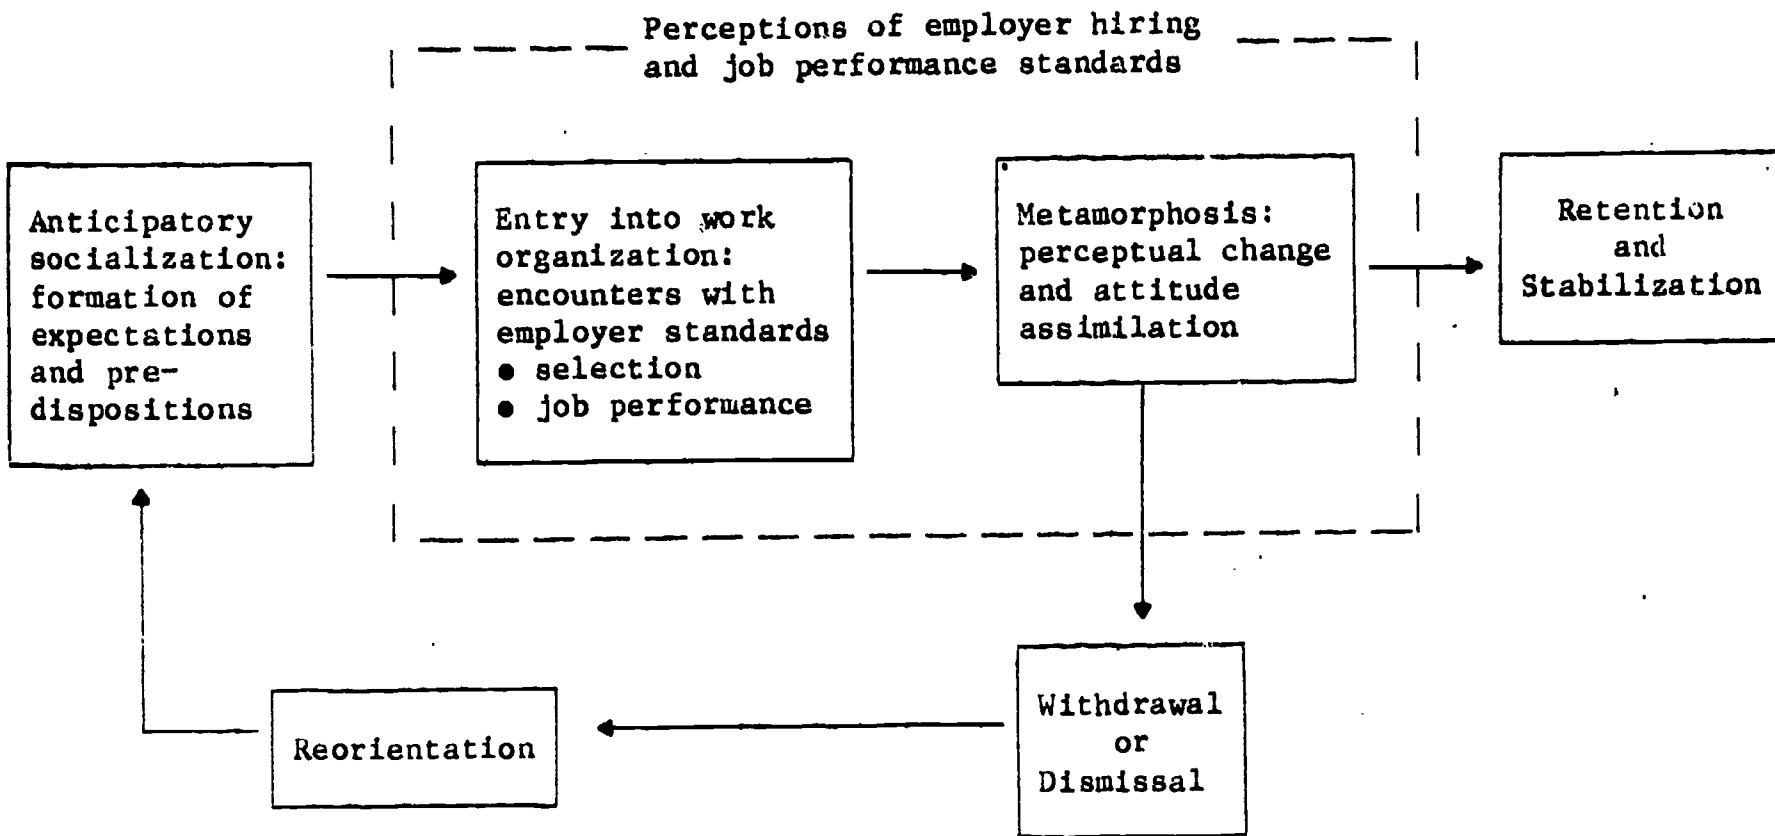 Perceptions of employer hiring
and job performance standards
Anticipatory
socialization:
formation of
expectations
and pre-
dispositions
Entry into work
organization:
encounters with
employer standards
● selection
● job performance
Metamorphosis:
perceptual change
and attitude
assimilation
Retention
and
Stabilization
Withdrawal
or
Dismissal
Reorientation